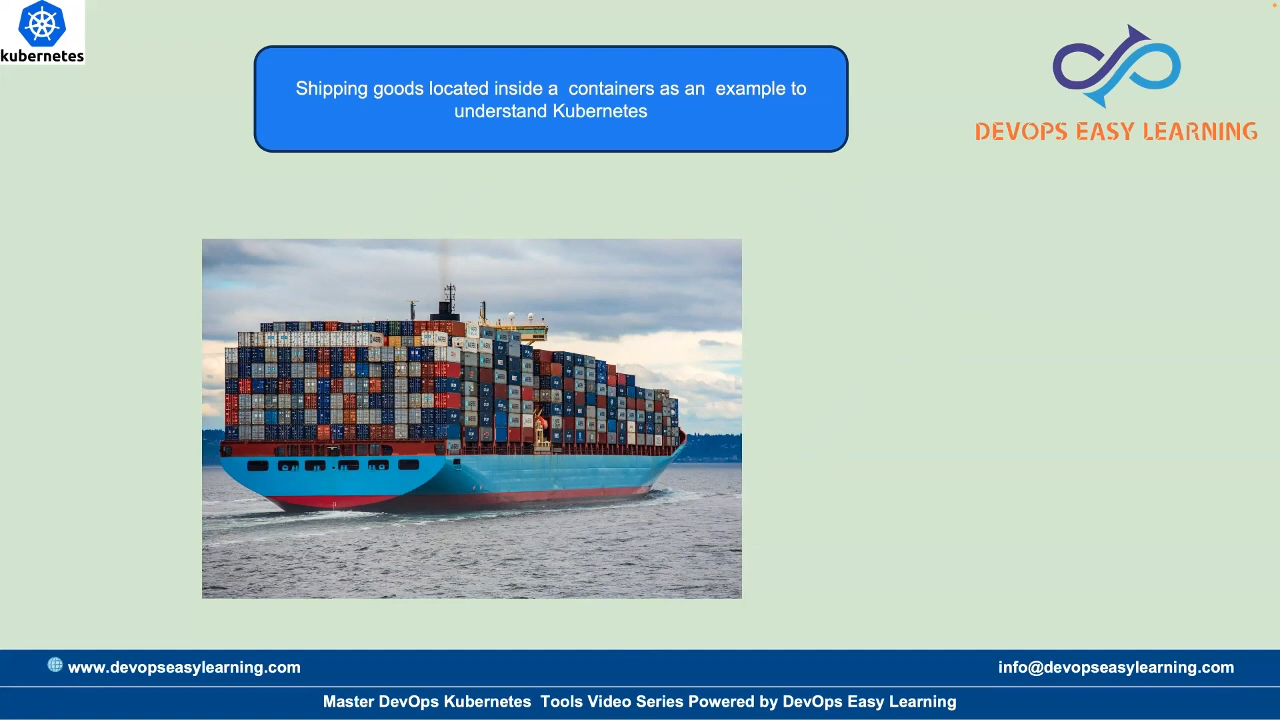 kubernetes
Shipping goods located inside a  containers as an  example to
understand Kubernetes
DEVOPS EASY LEARNING
www.devopseasylearning.com
info@devopseasylearning.com
Master DevOps Kubernetes  Tools Video Series Powered by DevOps Easy Learning